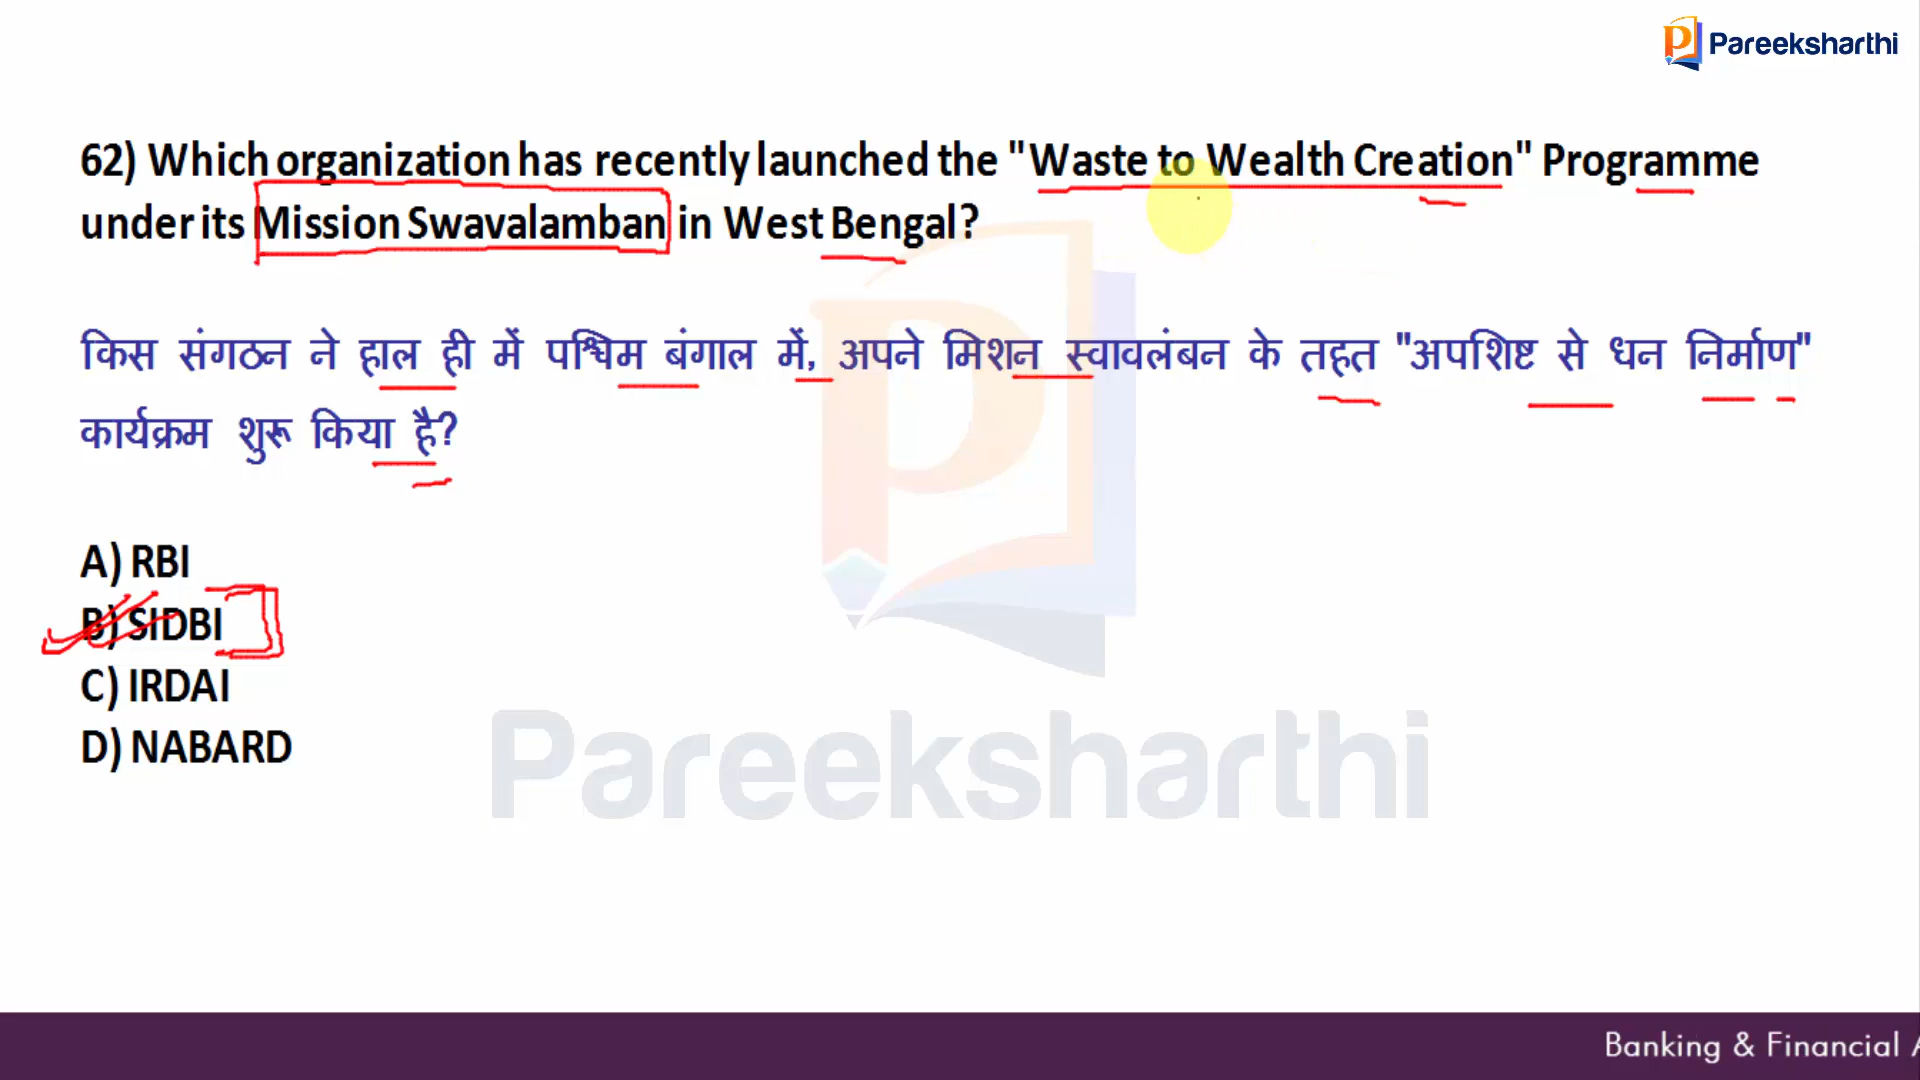 Pareeksharthi
62) Which organization has recently launched the "Waste to Wealth Creation" Programme
under its Mission Swavalamban in West Bengal?
किस संगठन ने हाल ही में पश्चिम बंगाल में, अपने मिशन स्वावलंबन के तहत "अपशिष्ट से धन निर्माण"
कार्यक्रम शुरू किया है?
A) RBI
B) SIDBI
C) IRDAI
D) NABARD
Pareeksharthi
Banking & Financial A